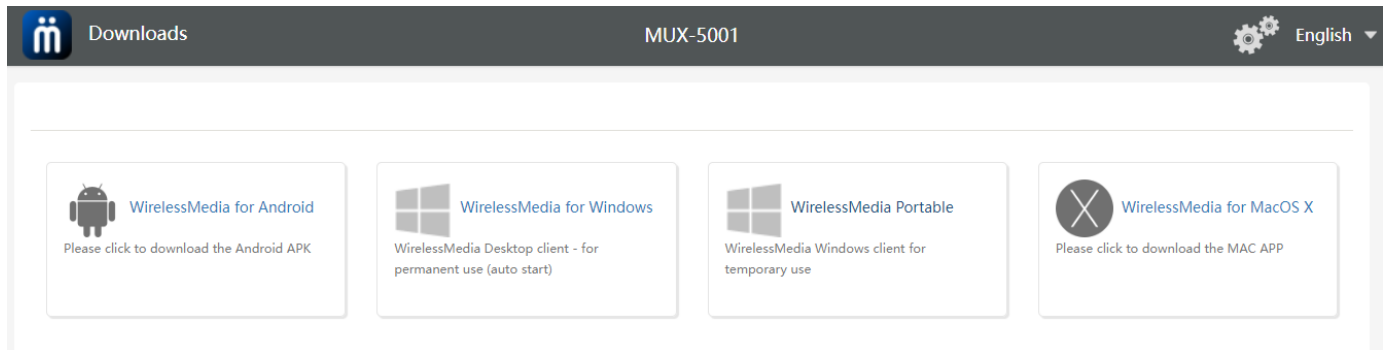 Downloads
MUX-5001
English
WirelessMedia for Android
Please click to download the Android APK
WirelessMedia for Windows
WirelessMedia Desktop client - for
permanent use (auto start)
WirelessMedia Portable
WirelessMedia Windows client for
temporary use
WirelessMedia for MacOS X
Please click to download the MAC APP